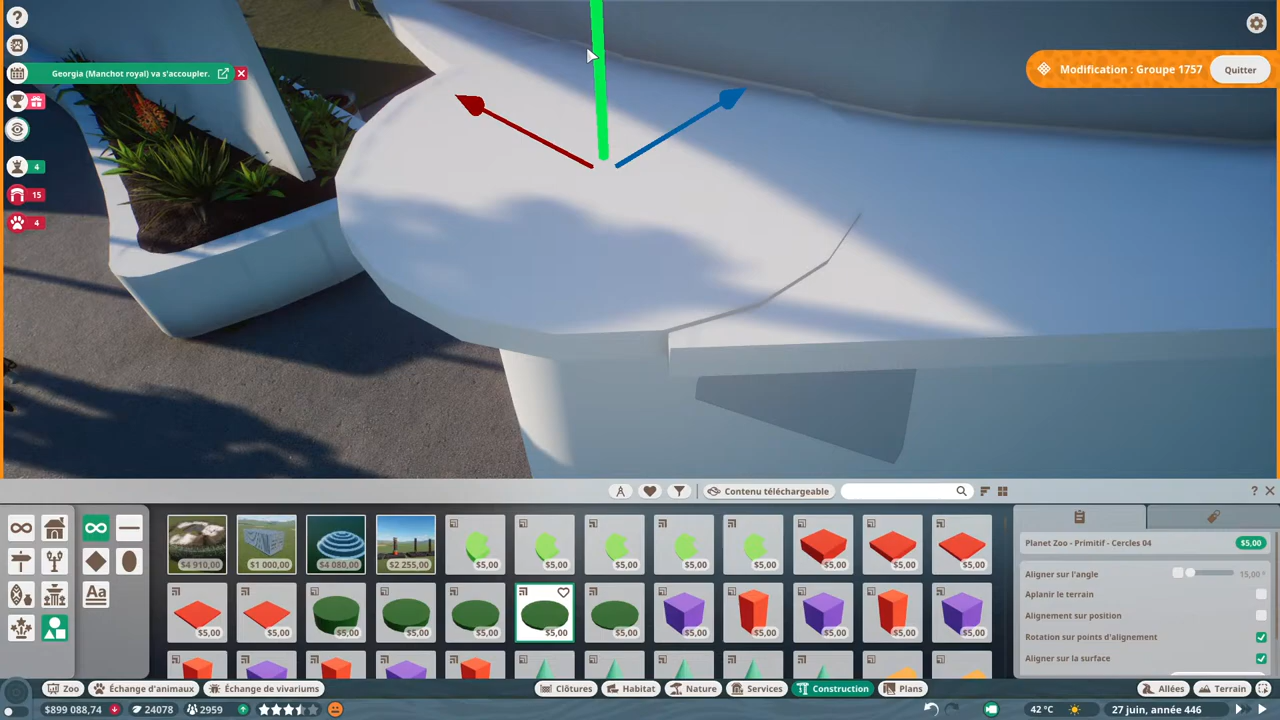 ?
Georgia (Manchot royal) va s'accoupler.
Modification : Groupe 1757
Quitter
4
15
4
Contenu téléchargeable
?
$4 910,00
$1 000,00
$4 080,00
$2 255,00
$5,00
$5,00
$5,00
$5,00
$5,00
$5,00
$5,00
$5,00
Aa
$5,00
$5,00
$5,00
$5,00
$5,00
$5,00
$5,00
$5,00
$5,00
$5,00
$5,00
$5,00
Planet Zoo - Primitif - Cercles 04
$5,00
Aligner sur l'angle
15,00°
Aplanir le terrain
Alignement sur position
Rotation sur points d'alignement
Aligner sur la surface
Zoo
Échange d'animaux
Échange de vivariums
Clôtures
Habitat
Nature
Services
Construction
Plans
Allées
Terrain
$899 088,74
24078
2959
42 °C
27 juin, année 446